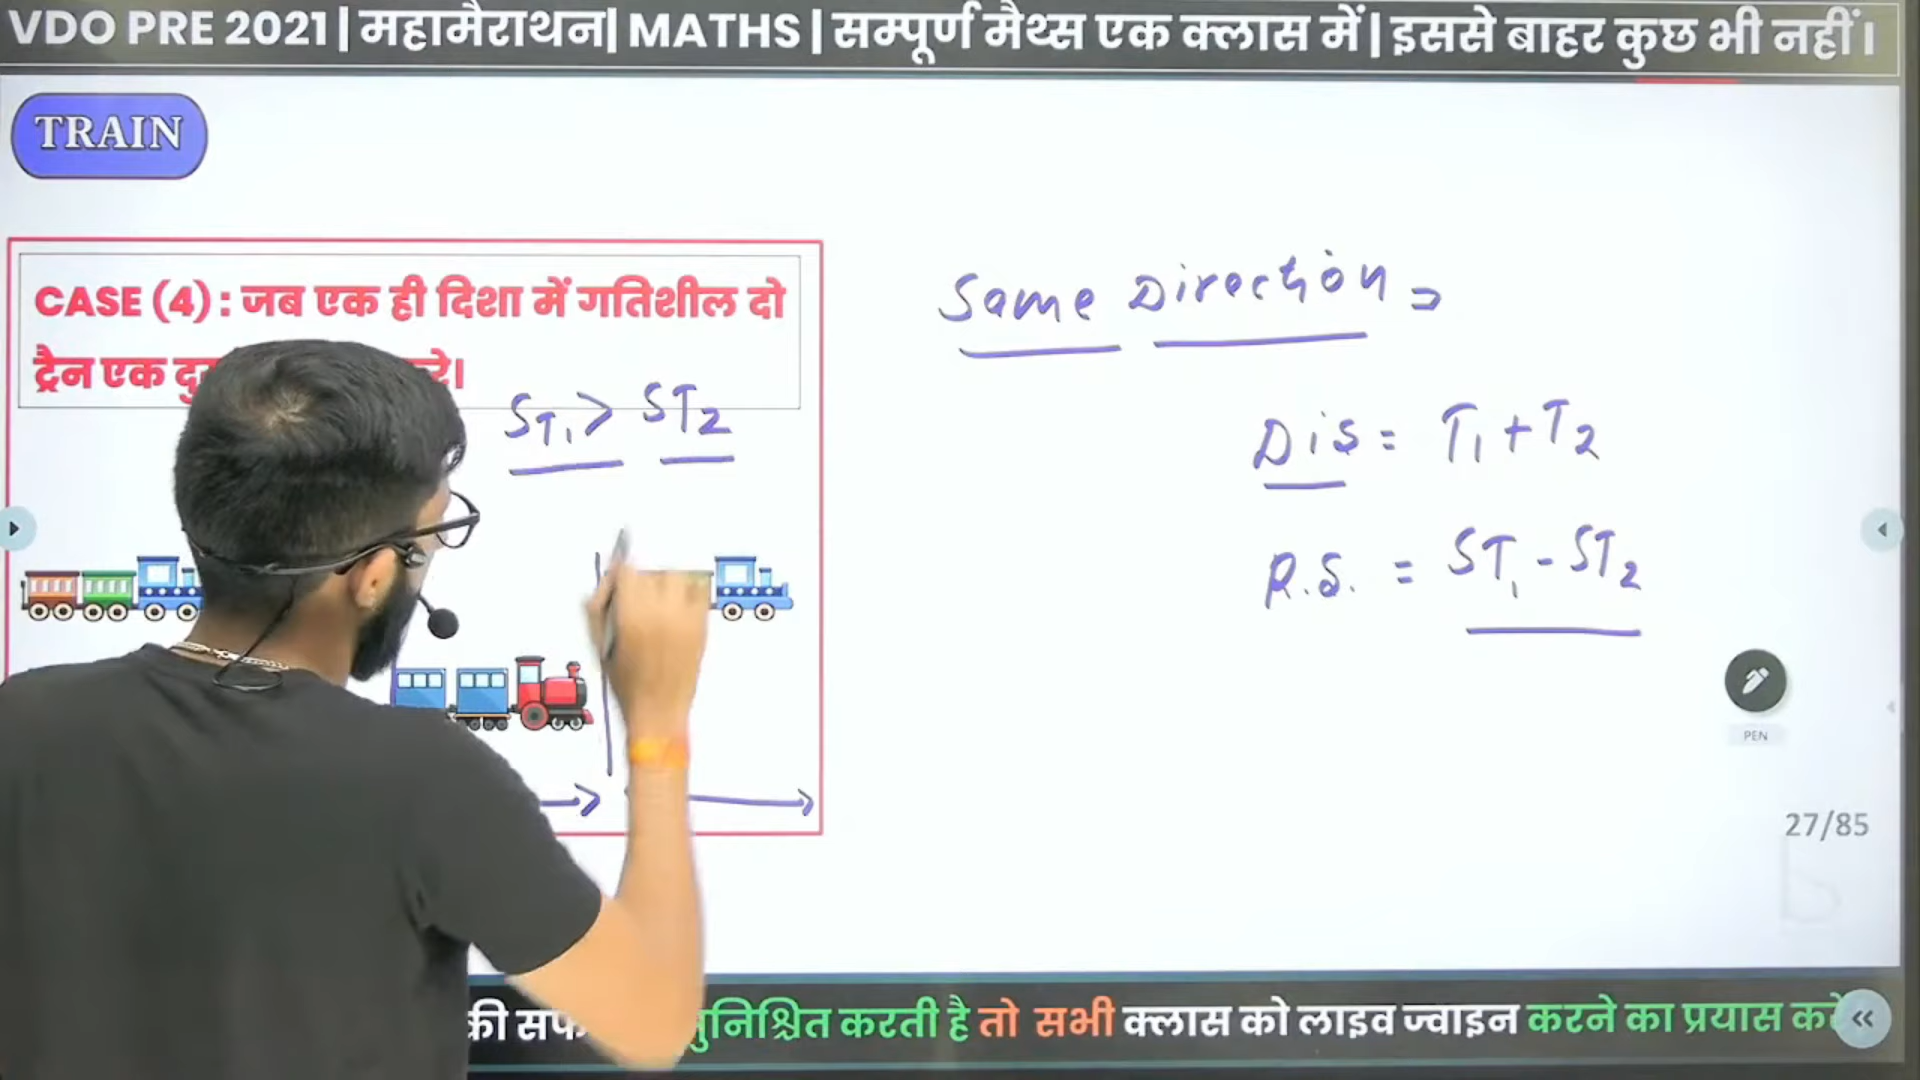 VDO PRE 2021 | महामैराथन| MATHS | सम्पूर्ण मैथ्स एक क्लास में | इससे बाहर कुछ भी नहीं।
TRAIN
CASE (4) : जब एक ही दिशा में गतिशील दो
ट्रैन एक
ST₁ > ST₂
Same Direction =
Dis = T₁ + T₂
R.S. = ST₁ - ST₂
PEN
27/85
की सुनिश्चित करती है तो सभी क्लास को लाइव ज्वाइन करने का प्रयास करे